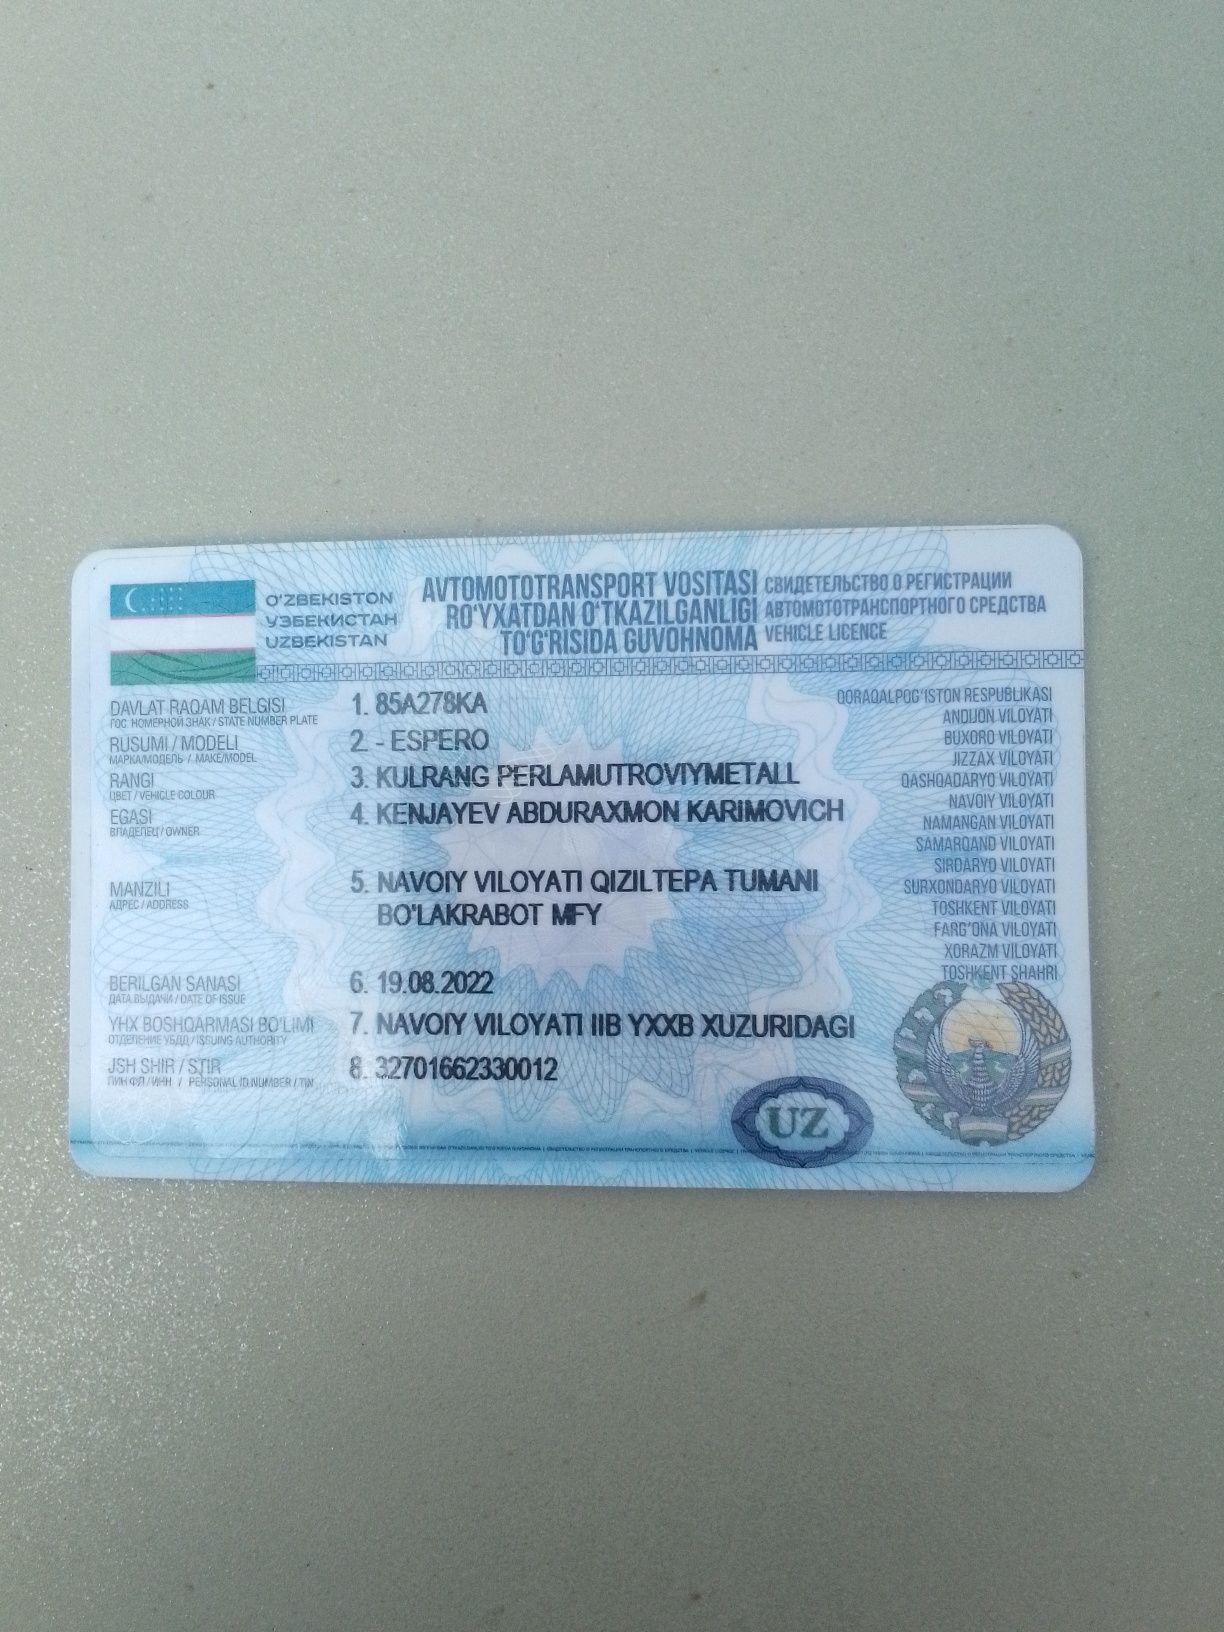 O'ZBEKISTON
УЗБЕКИСТАН
UZBEKISTAN
AVTOMOTOTRANSPORT VOSITASI
RO'YXATDAN O'TKAZILGANLIGI
TO'G'RISIDA GUVOHNOMA
СВИДЕТЕЛЬСТВО О РЕГИСТРАЦИИ
АВТОМОТОТРАНСПОРТНОГО СРЕДСТВА
VEHICLE LICENCE
DAVLAT RAQAM BELGISI 1. 85A278KA
ГОС. НОМЕРНОЙ ЗНАК / STATE NUMBER PLATE
RUSUMI / MODELI 2. - ESPERO
МАРКА/МОДЕЛЬ / MAKE/MODEL
RANGI 3. KULRANG PERLAMUTROVIYMETALL
ЦВЕТ / VEHICLE COLOUR
EGASI 4. KENJAYEV ABDURAXMON KARIMOVICH
ВЛАДЕЛЕЦ / OWNER
MANZILI 5. NAVOIY VILOYATI QIZILTEPA TUMANI
АДРЕС / ADDRESS BO'LAKRABOT MFY
BERILGAN SANASI 6. 19.08.2022
ДАТА ВЫДАЧИ / DATE OF ISSUE
YHX BOSHQARMASI BO'LIMI 7. NAVOIY VILOYATI IIB YXXB XUZURIDAGI
ОТДЕЛЕНИЕ УБДД / ISSUING AUTHORITY
JSH SHIR / STIR 8. 32701662330012
ПИН ФЛ / ИНН / PERSONAL ID NUMBER / TIN
QORAQALPOG'ISTON RESPUBLIKASI
ANDIJON VILOYATI
BUXORO VILOYATI
JIZZAX VILOYATI
QASHQADARYO VILOYATI
NAVOIY VILOYATI
NAMANGAN VILOYATI
SAMARQAND VILOYATI
SIRDARYO VILOYATI
SURXONDARYO VILOYATI
TOSHKENT VILOYATI
FARG'ONA VILOYATI
XORAZM VILOYATI
TOSHKENT SHAHRI
UZ